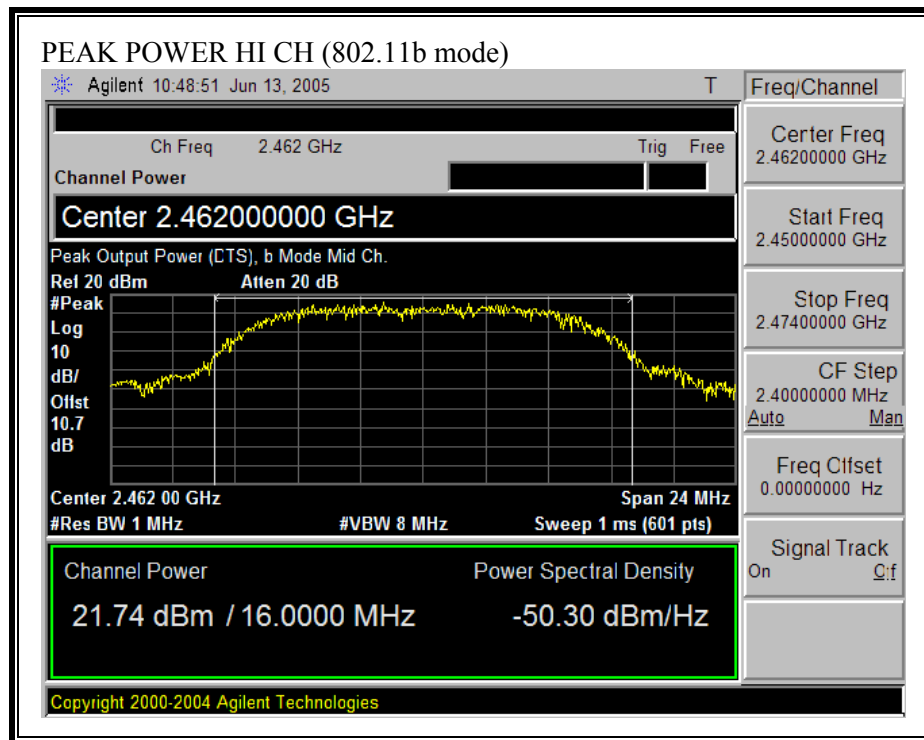 PEAK POWER HI CH (802.11b mode)
Agilent 10:48:51 Jun 13, 2005 T
Freq/Channel
Ch Freq 2.462 GHz Trig Free
Channel Power
Center 2.462000000 GHz
Peak Output Power (DTS), b Mode Mid Ch.
Ref 20 dBm Atten 20 dB
#Peak
Log
10
dB/
Offst
10.7
dB
Center 2.462 00 GHz Span 24 MHz
#Res BW 1 MHz #VBW 8 MHz Sweep 1 ms (601 pts)
Channel Power Power Spectral Density
21.74 dBm / 16.0000 MHz -50.30 dBm/Hz
Copyright 2000-2004 Agilent Technologies
Center Freq
2.46200000 GHz
Start Freq
2.45000000 GHz
Stop Freq
2.47400000 GHz
CF Step
2.40000000 MHz
Auto Man
Freq Offset
0.00000000 Hz
Signal Track
On Off